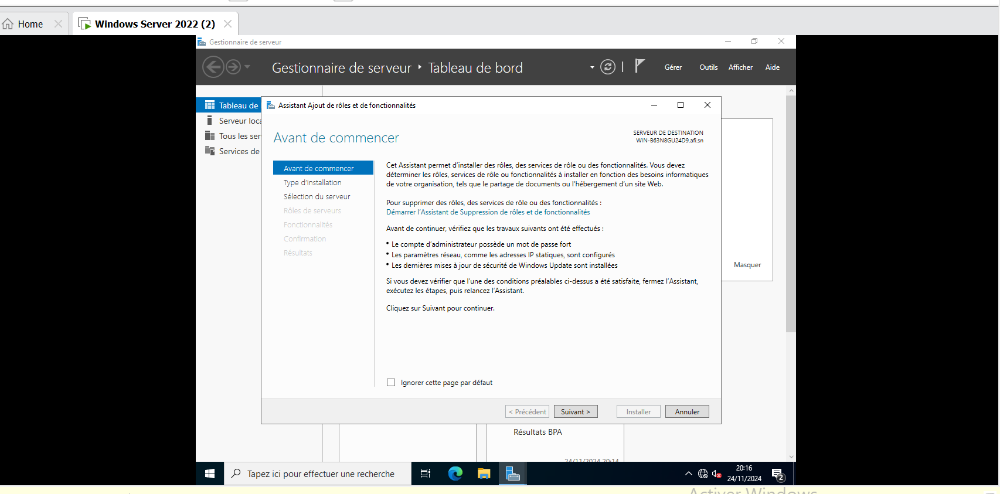 Home
Windows Server 2022 (2)
Gestionnaire de serveur
Gestionnaire de serveur
Tableau de bord
Gérer
Outils
Afficher
Aide
Tableau de
Serveur loca
Tous les ser
Services de
Assistant Ajout de rôles et de fonctionnalités
Avant de commencer
SERVEUR DE DESTINATION
WIN-B63N8GU24D9.afi.sn
Avant de commencer
Type d'installation
Sélection du serveur
Rôles de serveurs
Fonctionnalités
Confirmation
Résultats
Cet Assistant permet d'installer des rôles, des services de rôle ou des fonctionnalités. Vous devez
déterminer les rôles, services de rôle ou fonctionnalités à installer en fonction des besoins informatiques
de votre organisation, tels que le partage de documents ou l'hébergement d'un site Web.
Pour supprimer des rôles, des services de rôle ou des fonctionnalités :
Démarrer l'Assistant de Suppression de rôles et de fonctionnalités
Avant de continuer, vérifiez que les travaux suivants ont été effectués :
• Le compte d'administrateur possède un mot de passe fort
• Les paramètres réseau, comme les adresses IP statiques, sont configurés
• Les dernières mises à jour de sécurité de Windows Update sont installées
Si vous devez vérifier que l'une des conditions préalables ci-dessus a été satisfaite, fermez l'Assistant,
exécutez les étapes, puis relancez l'Assistant.
Cliquez sur Suivant pour continuer.
Ignorer cette page par défaut
Masquer
< Précédent
Suivant >
Installer
Annuler
Résultats BPA
24/11/2024 20:14
Tapez ici pour effectuer une recherche
20:16
24/11/2024
2
Activer Windows